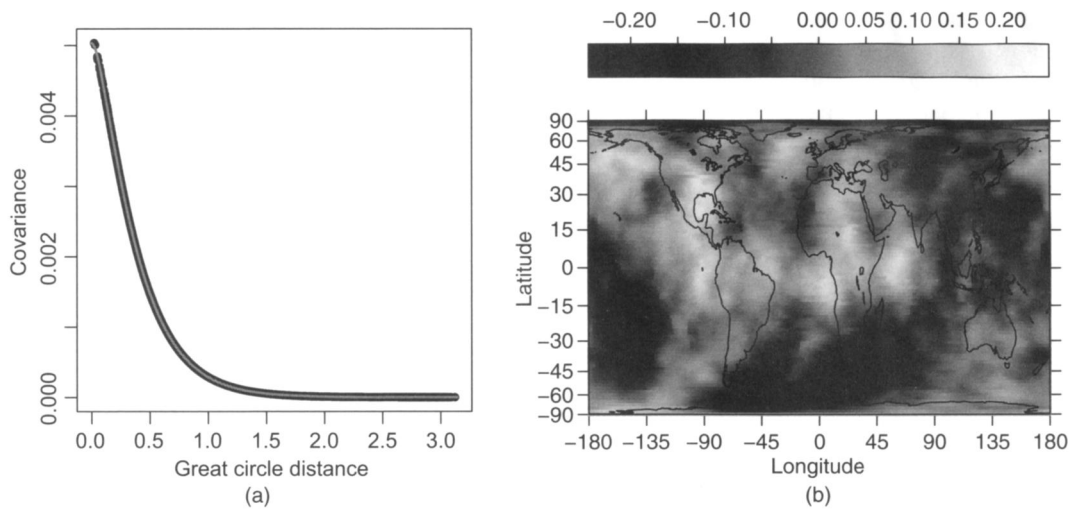 0.000 0.002 0.004
Covariance
0.0 0.5 1.0 1.5 2.0 2.5 3.0
Great circle distance
(a)
−0.20 −0.10 0.00 0.05 0.10 0.15 0.20
90
60
45
30
15
0
−15
−30
−45
−60
−90
Latitude
−180 −135 −90 −45 0 45 90 135 180
Longitude
(b)